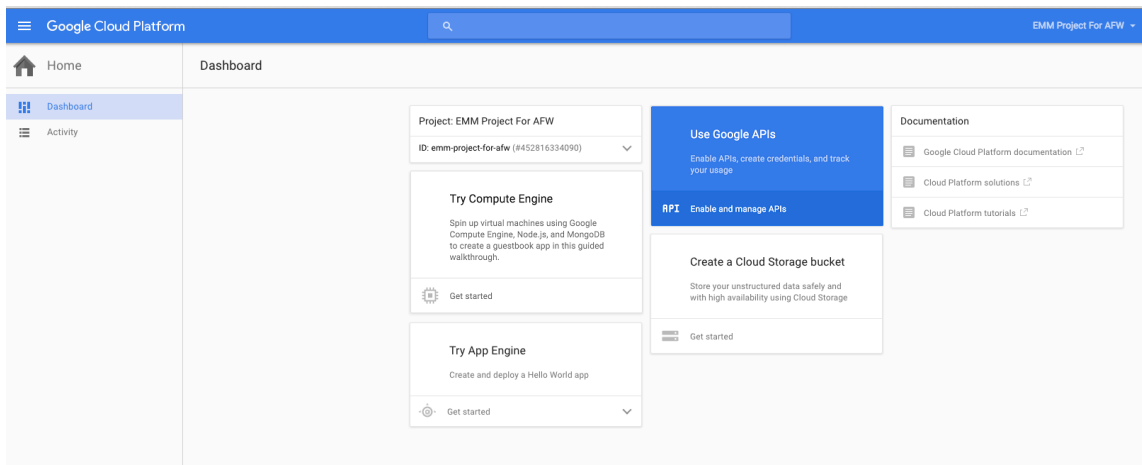 Google Cloud Platform
EMM Project For AFW
Home
Dashboard
Dashboard
Activity
Project: EMM Project For AFW
ID: emm-project-for-afw (#452816334090)
Try Compute Engine
Spin up virtual machines using Google
Compute Engine, Node.js, and MongoDB
to create a guestbook app in this guided
walkthrough.
Get started
Try App Engine
Create and deploy a Hello World app
Get started
Use Google APIs
Enable APIs, create credentials, and track
your usage
API Enable and manage APIs
Create a Cloud Storage bucket
Store your unstructured data safely and
with high availability using Cloud Storage
Get started
Documentation
Google Cloud Platform documentation
Cloud Platform solutions
Cloud Platform tutorials